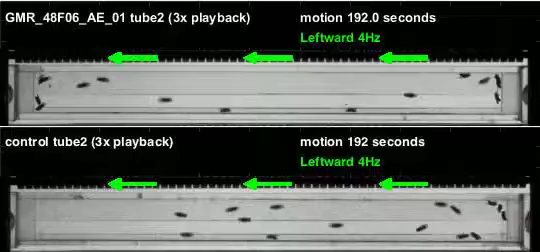 GMR_48F06_AE_01 tube2 (3x playback)
motion 192.0 seconds
Leftward 4Hz
control tube2 (3x playback)
motion 192 seconds
Leftward 4Hz